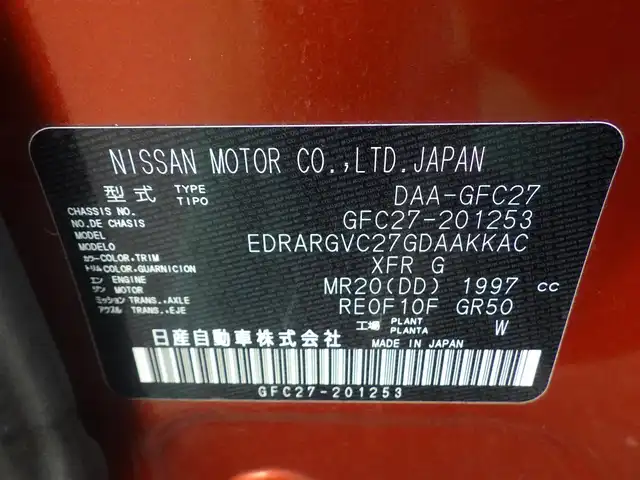 NISSAN MOTOR CO.,LTD.JAPAN
型式 TYPE TIPO DAA-GFC27
CHASSIS NO. NO.DE CHASIS GFC27-201253
MODEL MODELO EDRARGVC27GDAAKKAC
カラー COLOR,TRIM トリム COLOR,GUARNICION XFR G
エンジン ENGINE MOTOR MR20(DD) 1997 cc
ミッション TRANS.,AXLE アクスル TRANS.,EJE RE0F10F GR50
工場 PLANT PLANTA W
日産自動車株式会社 MADE IN JAPAN
GFC27-201253